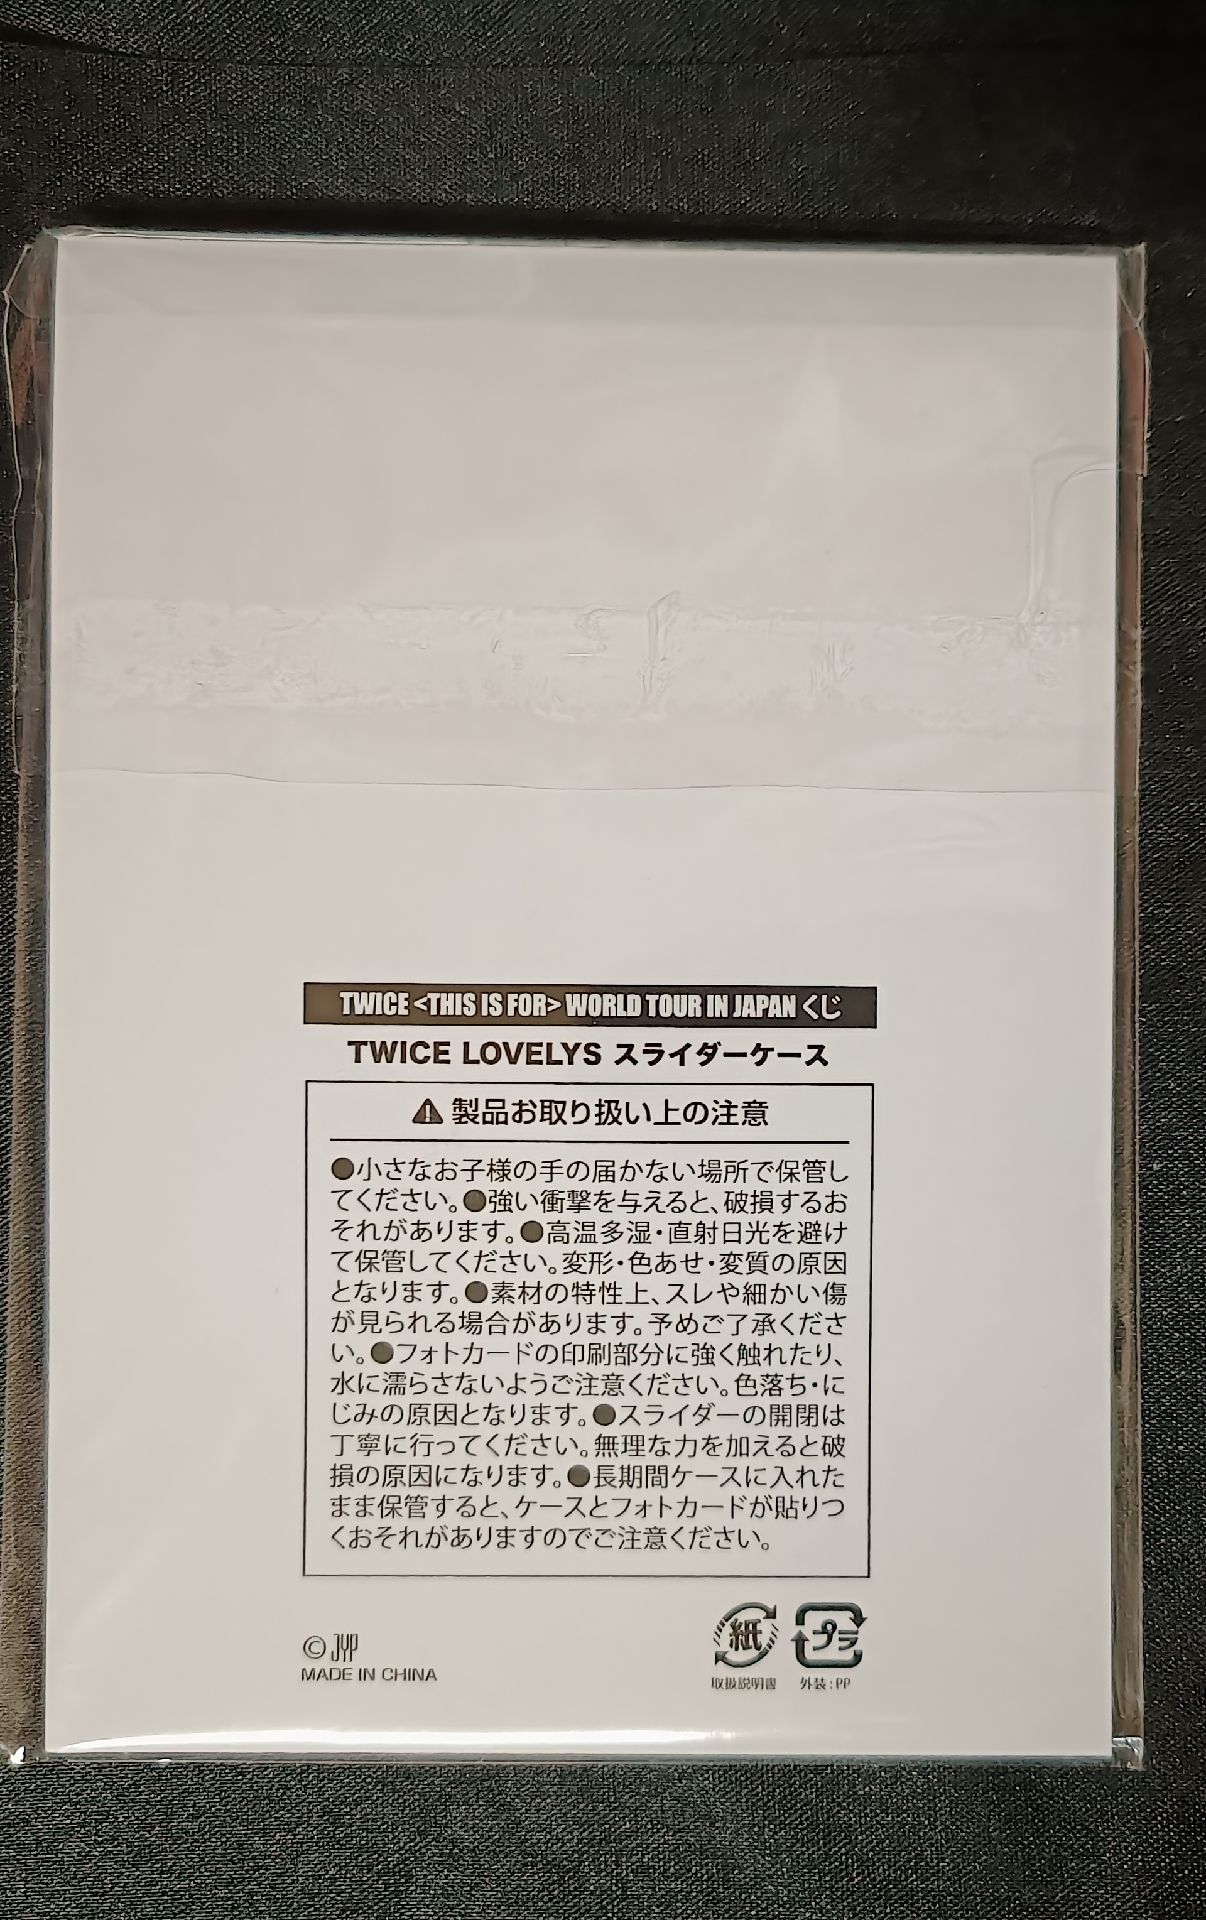 TWICE <THIS IS FOR> WORLD TOUR IN JAPAN くじ
TWICE LOVELYS スライダーケース
⚠ 製品お取り扱い上の注意
●小さなお子様の手の届かない場所で保管し
てください。●強い衝撃を与えると、破損するお
それがあります。●高温多湿・直射日光を避け
て保管してください。変形・色あせ・変質の原因
となります。●素材の特性上、スレや細かい傷
が見られる場合があります。予めご了承くださ
い。●フォトカードの印刷部分に強く触れたり、
水に濡らさないようご注意ください。色落ち・に
じみの原因となります。●スライダーの開閉は
丁寧に行ってください。無理な力を加えると破
損の原因になります。●長期間ケースに入れた
まま保管すると、ケースとフォトカードが貼りつ
くおそれがありますのでご注意ください。
© JYP
MADE IN CHINA
紙
取扱説明書
プラ
外装:PP